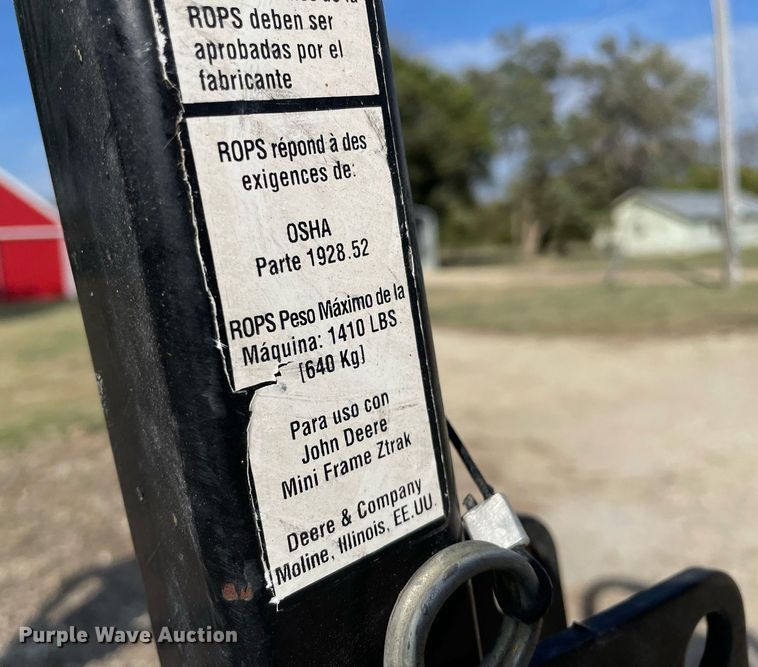 de la
ROPS deben ser
aprobadas por el
fabricante
ROPS répond à des
exigences de:
OSHA
Parte 1928.52
ROPS Peso Máximo de la
Máquina: 1410 LBS
[640 Kg]
Para uso con
John Deere
Mini Frame Ztrak
Deere & Company
Moline, Illinois, EE.UU.
Purple Wave Auction